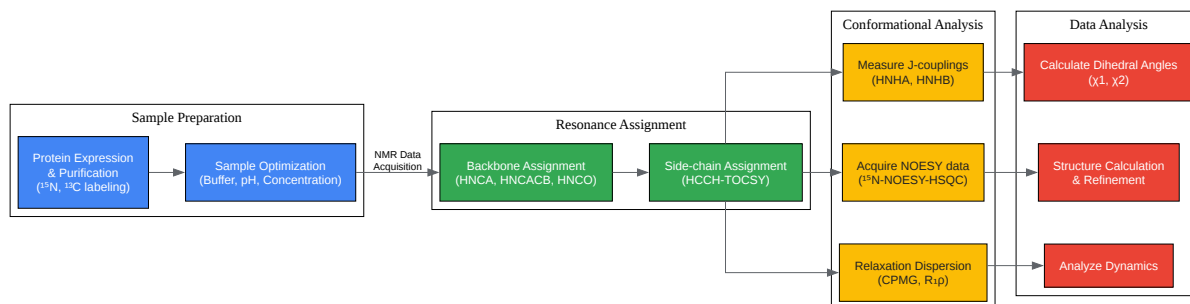 Sample Preparation
Protein Expression
& Purification
(¹⁵N, ¹³C labeling)
Sample Optimization
(Buffer, pH, Concentration)
NMR Data
Acquisition
Resonance Assignment
Backbone Assignment
(HNCA, HNCACB, HNCO)
Side-chain Assignment
(HCCH-TOCSY)
Conformational Analysis
Measure J-couplings
(HNHA, HNHB)
Acquire NOESY data
(¹⁵N-NOESY-HSQC)
Relaxation Dispersion
(CPMG, R₁ρ)
Data Analysis
Calculate Dihedral Angles
(χ1, χ2)
Structure Calculation
& Refinement
Analyze Dynamics